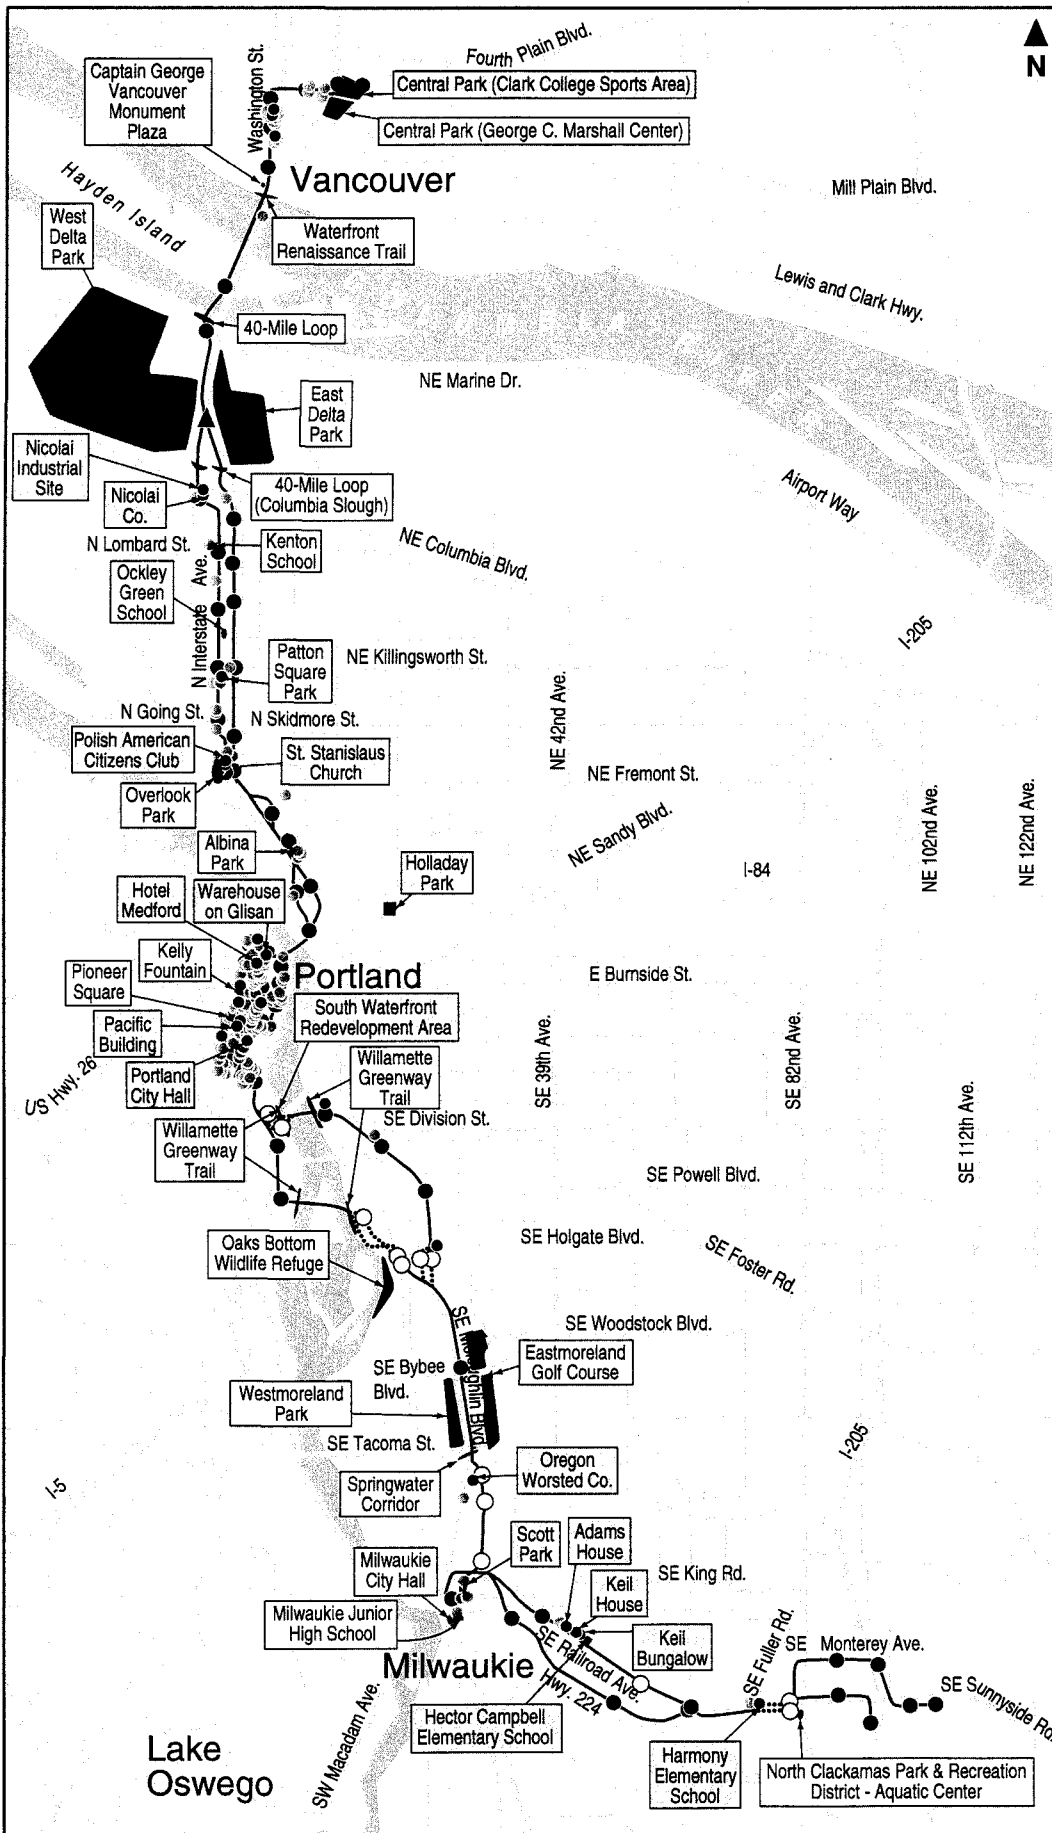 Fourth Plain Blvd.
N
Captain George
Vancouver
Monument
Plaza
Washington St.
Central Park (Clark College Sports Area)
Central Park (George C. Marshall Center)
Vancouver
Mill Plain Blvd.
Hayden Island
West
Delta
Park
Waterfront
Renaissance Trail
Lewis and Clark Hwy.
40-Mile Loop
NE Marine Dr.
East
Delta
Park
Nicolai
Industrial
Site
40-Mile Loop
(Columbia Slough)
Airport Way
Nicolai
Co.
N Lombard St.
Kenton
School
NE Columbia Blvd.
Ockley
Green
School
N Interstate Ave.
I-205
Patton
Square
Park
NE Killingsworth St.
NE 42nd Ave.
N Going St.
N Skidmore St.
Polish American
Citizens Club
St. Stanislaus
Church
NE Fremont St.
Overlook
Park
NE Sandy Blvd.
NE 102nd Ave.
NE 122nd Ave.
Albina
Park
Holladay
Park
I-84
Hotel
Medford
Warehouse
on Glisan
Kelly
Fountain
Portland
E Burnside St.
Pioneer
Square
South Waterfront
Redevelopment Area
Pacific
Building
Willamette
Greenway
Trail
SE 39th Ave.
SE 82nd Ave.
US Hwy. 26
Portland
City Hall
SE Division St.
SE 112th Ave.
Willamette
Greenway
Trail
SE Powell Blvd.
Oaks Bottom
Wildlife Refuge
SE Holgate Blvd.
SE Foster Rd.
SE McLoughlin Blvd.
SE Woodstock Blvd.
SE Bybee
Blvd.
Eastmoreland
Golf Course
Westmoreland
Park
SE Tacoma St.
I-205
Springwater
Corridor
Oregon
Worsted Co.
I-5
Scott
Park
Adams
House
Milwaukie
City Hall
Keil
House
SE King Rd.
Milwaukie Junior
High School
Keil
Bungalow
SE Fuller Rd.
SE Monterey Ave.
Milwaukie
SE Railroad Ave.
Hwy. 224
SE Sunnyside Rd.
SW Macadam Ave.
Hector Campbell
Elementary School
Lake
Oswego
Harmony
Elementary
School
North Clackamas Park & Recreation
District - Aquatic Center